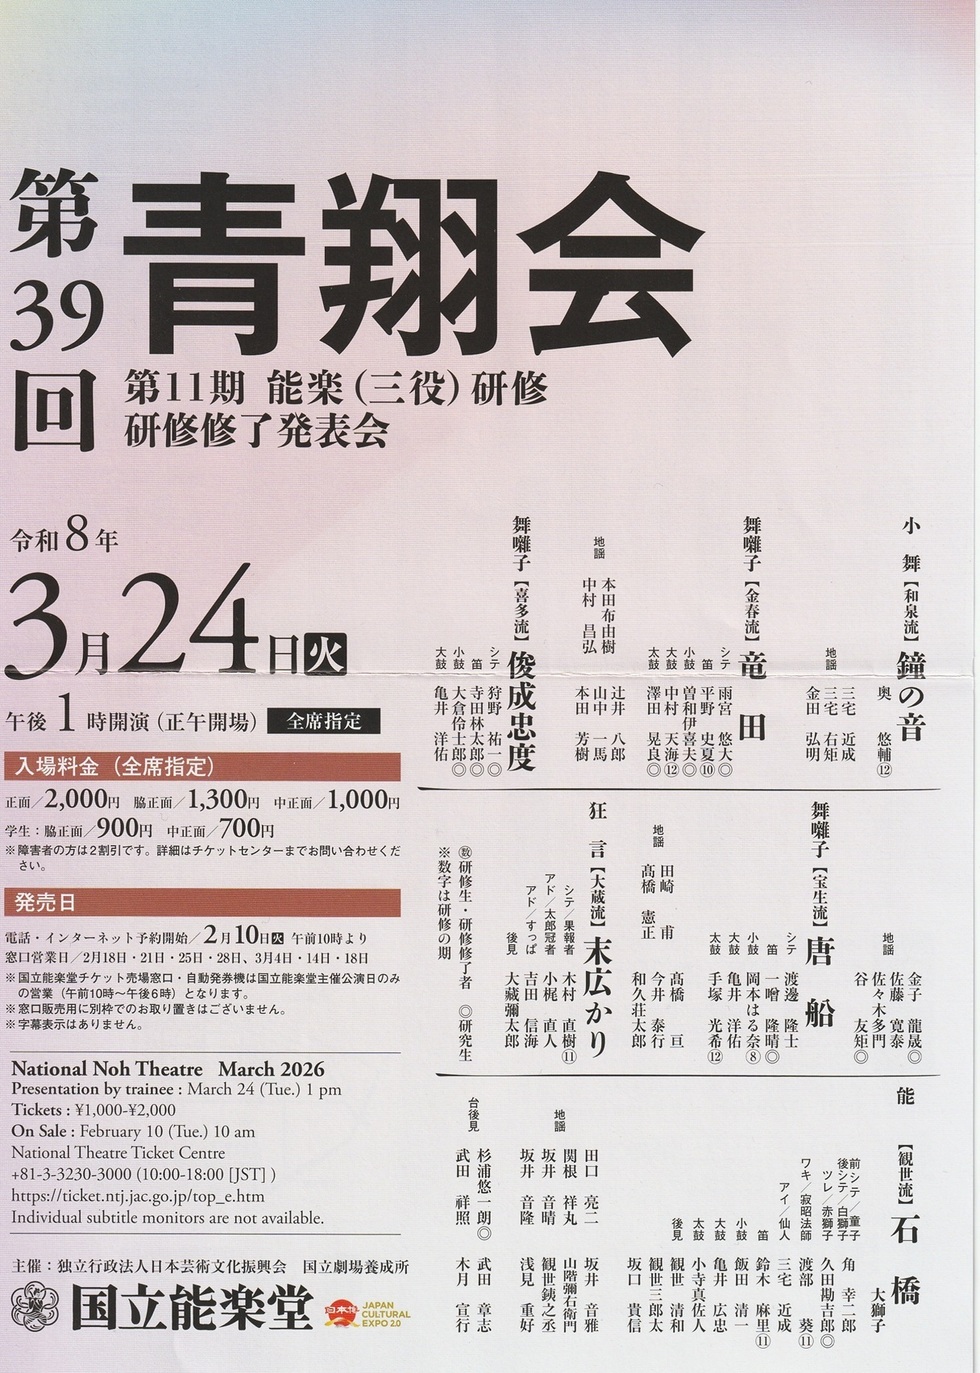 第39回
青翔会
第11期 能楽(三役)研修
研修修了発表会
令和8年
3月24日火
午後1時開演(正午開場) 全席指定
入場料金(全席指定)
正面/2,000円 脇正面/1,300円 中正面/1,000円
学生:脇正面/900円 中正面/700円
※障害者の方は2割引です。詳細はチケットセンターまでお問い合わせくだ
さい。
発売日
電話・インターネット予約開始/2月10日火 午前10時より
窓口営業日/2月18日・21日・25日・28日、3月4日・14日・18日
※国立能楽堂チケット売場窓口・自動発券機は国立能楽堂主催公演日のみ
の営業(午前10時〜午後6時)となります。
※窓口販売用に別枠でのお取り置きはございません。
※字幕表示はありません。
National Noh Theatre March 2026
Presentation by trainee : March 24 (Tue.) 1 pm
Tickets : ¥1,000-¥2,000
On Sale : February 10 (Tue.) 10 am
National Theatre Ticket Centre
+81-3-3230-3000 (10:00-18:00 [JST] )
https://ticket.ntj.jac.go.jp/top_e.htm
Individual subtitle monitors are not available.
主催:独立行政法人日本芸術文化振興会 国立劇場養成所
国立能楽堂
日本博
JAPAN
CULTURAL
EXPO 2.0
小舞【和泉流】鐘の音
奥 悠輔⑫
地謡
三宅 近成
三宅 右矩
金田 弘明
舞囃子【金春流】竜田
シテ 雨宮 悠大◎
笛 平野 史夏⑩
小鼓 曽和伊喜夫◎
大鼓 中村 天海⑫
太鼓 澤田 晃良◎
地謡
本田布由樹
中村 昌弘
辻井 八郎
山中 一馬
本田 芳樹
舞囃子【喜多流】俊成忠度
シテ 狩野 祐一◎
笛 寺田林太郎◎
小鼓 大倉伶士郎◎
大鼓 亀井 洋佑
舞囃子【宝生流】唐船
シテ 渡邊 隆士
笛 一噌 隆晴◎
小鼓 岡本はる奈⑧
大鼓 亀井 洋佑
太鼓 手塚 光希⑫
地謡
金子 龍晟◎
佐藤 寛泰
佐々木多門
谷 友矩◎
田崎 甫
髙橋 憲正
髙橋 亘
今井 泰行
和久荘太郎
狂言【大蔵流】末広かり
シテ/果報者 木村 直樹⑪
アド/太郎冠者 小梶 直人
アド/すっぱ 吉田 信海
後見 大藏彌太郎
㊟研修生・研修修了者 ◎研究生
※数字は研修の期
能【観世流】石橋 大獅子
前シテ/童子
後シテ/白獅子 角 幸二郎
ツレ/赤獅子 久田勘吉郎◎
ワキ/寂昭法師 渡部 葵⑪
アイ/仙人 三宅 近成
笛 鈴木 麻里⑪
小鼓 飯田 清一
大鼓 亀井 広忠
太鼓 小寺真佐人
後見 観世 清和
観世三郎太
坂口 貴信
地謡
田口 亮二
関根 祥丸
坂井 音晴
坂井 音隆
坂井 音雅
山階彌右衛門
観世銕之丞
浅見 重好
台後見
杉浦悠一朗◎
武田 祥照
武田 章志
木月 宣行